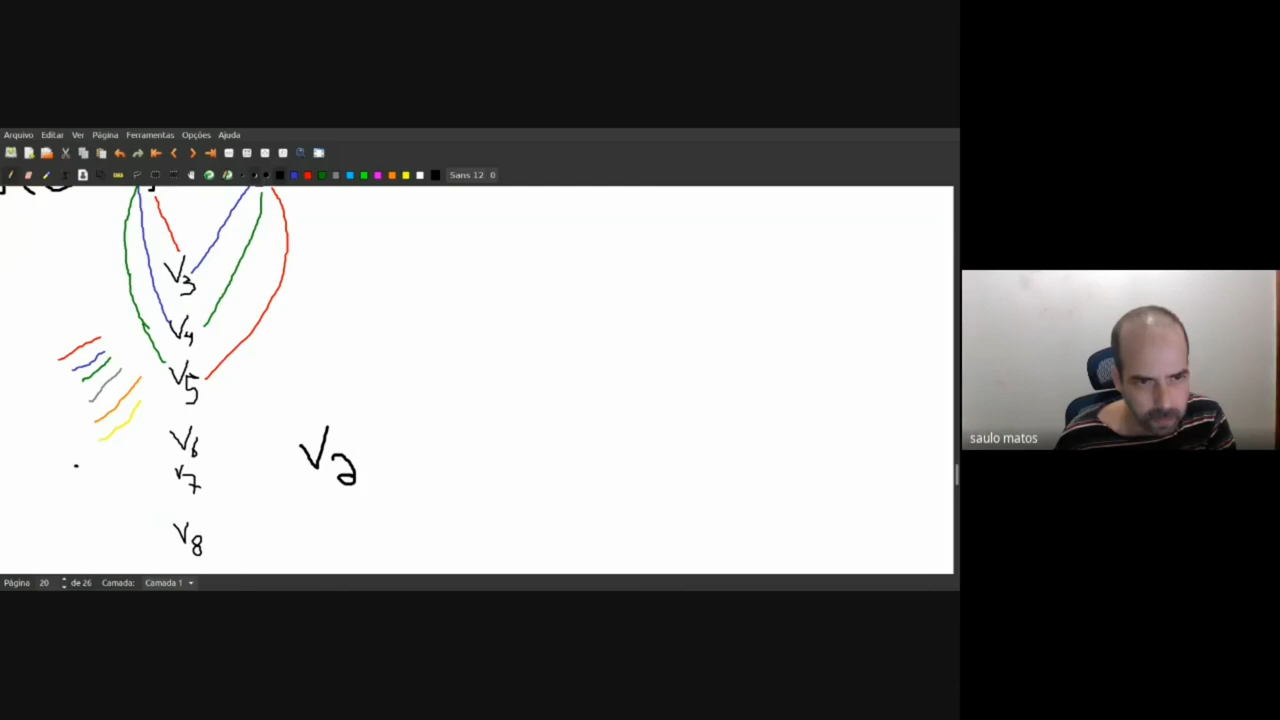 Arquivo Editar Ver Página Ferramentas Opções Ajuda
Sans 12 0
V3
V4
V5
V6
V7
V8
V2
saulo matos
Página 20 de 26 Camada: Camada 1